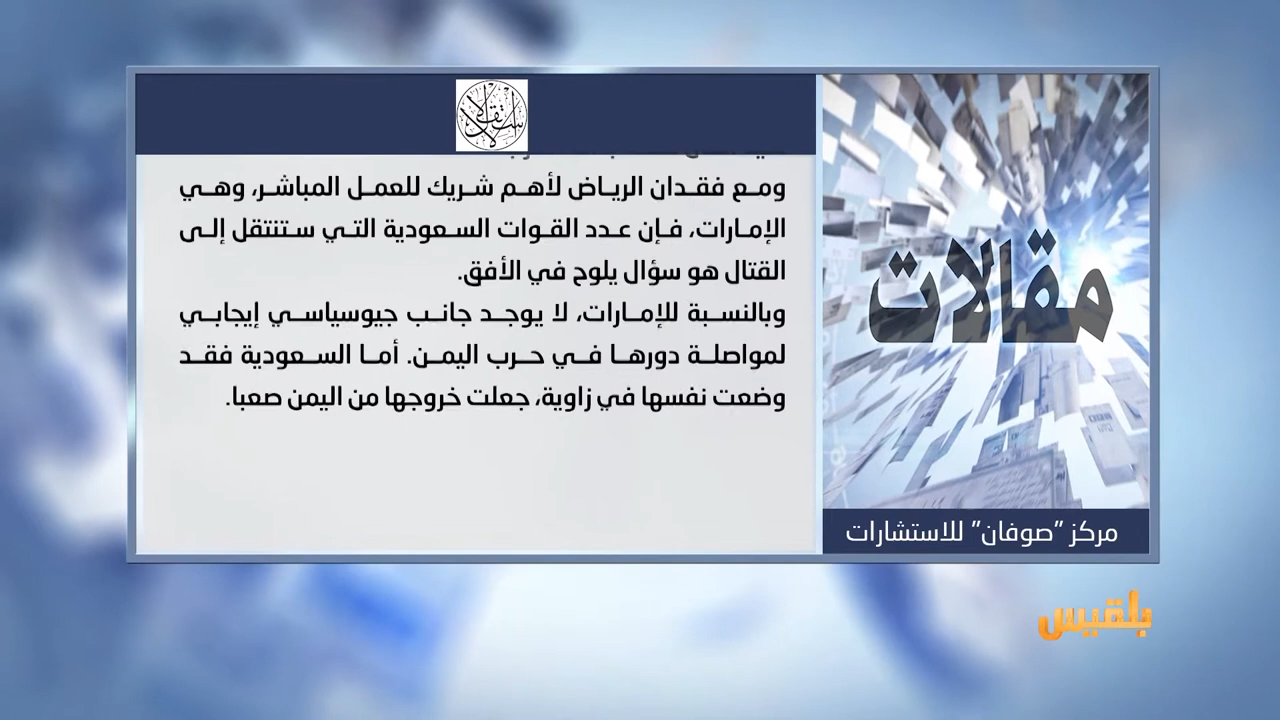 ومع فقدان الرياض لأهم شريك للعمل المباشر، وهي
الإمارات، فإن عدد القوات السعودية التي ستنتقل إلى
القتال هو سؤال يلوح في الأفق.
وبالنسبة للإمارات، لا يوجد جانب جيوسياسي إيجابي
لمواصلة دورها في حرب اليمن. أما السعودية فقد
وضعت نفسها في زاوية، جعلت خروجها من اليمن صعبا.
مقالات
مركز "صوفان" للاستشارات
بلقيس